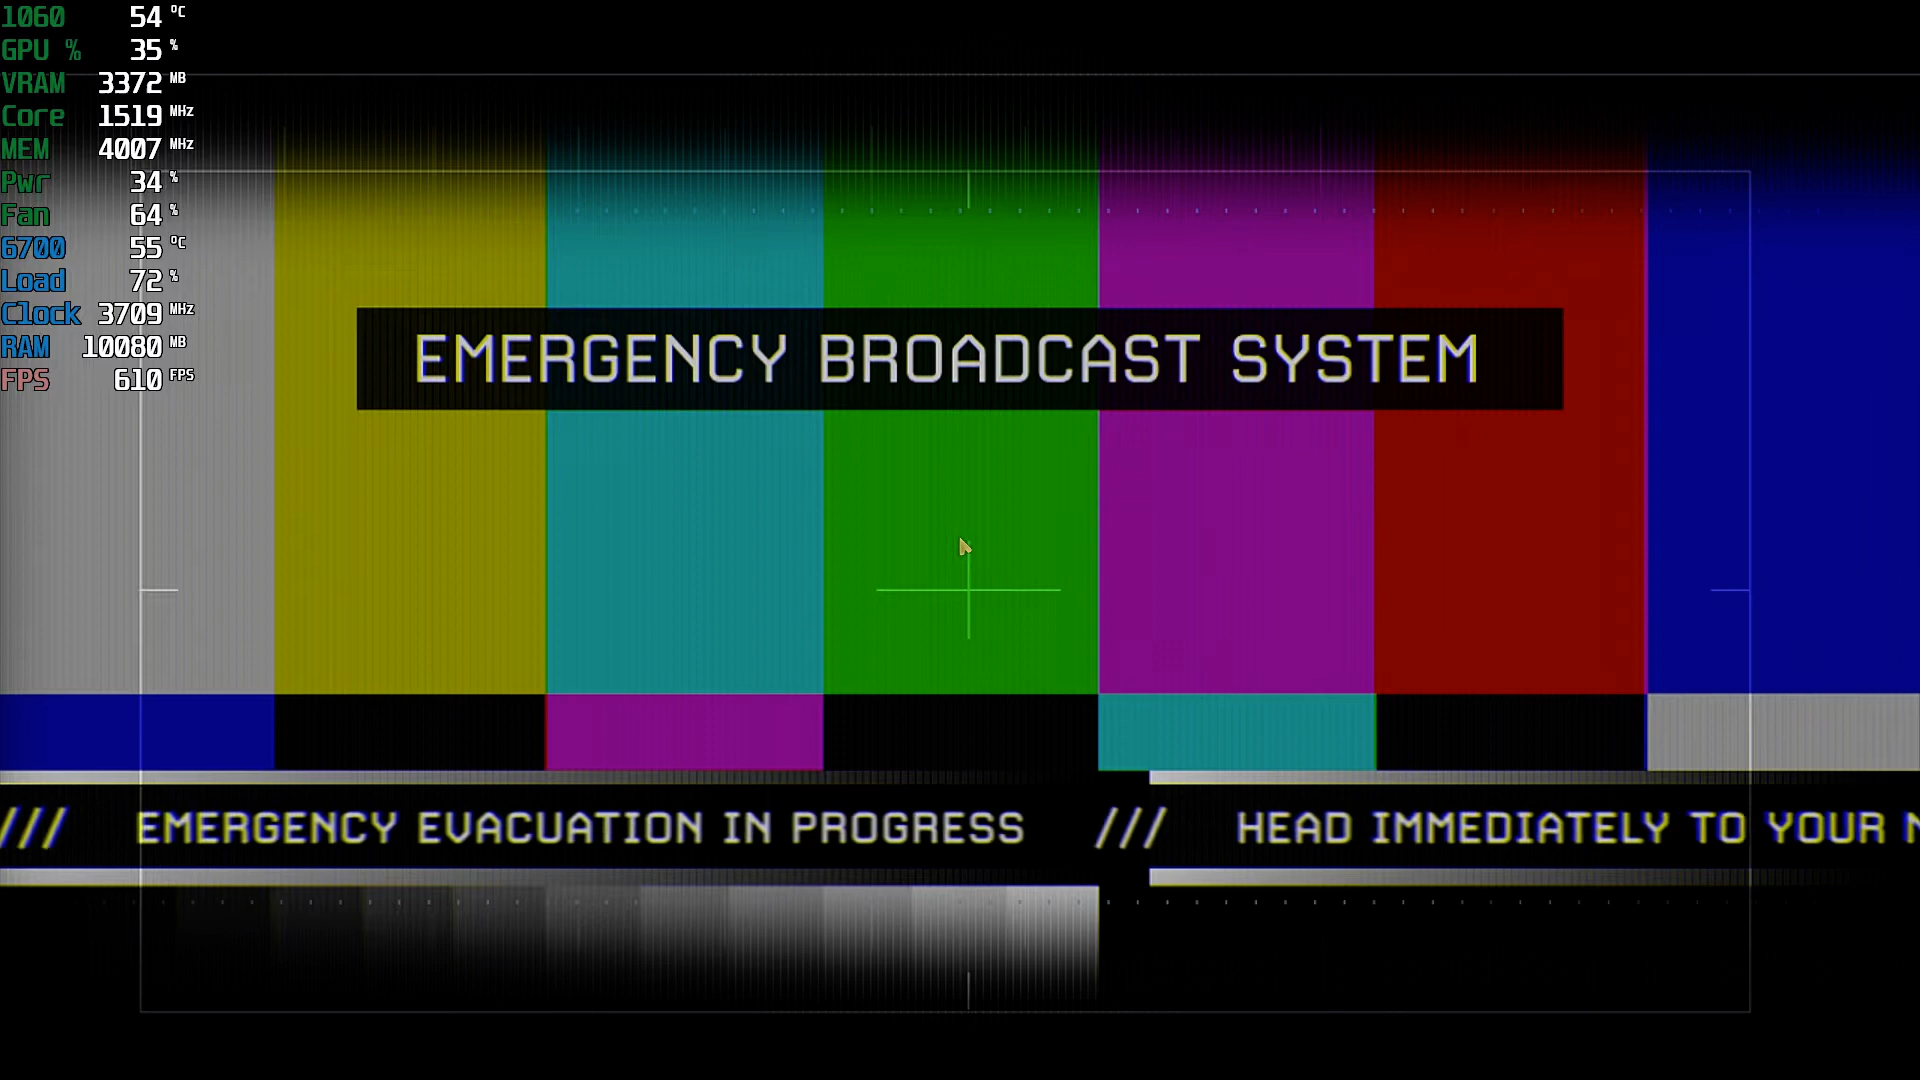 1060 54 °C
GPU % 35 %
VRAM 3372 MB
Core 1519 MHz
MEM 4007 MHz
Pwr 34 %
Fan 64 %
6700 55 °C
Load 72 %
Clock 3709 MHz
RAM 10080 MB
FPS 610 FPS
EMERGENCY BROADCAST SYSTEM
/// EMERGENCY EVACUATION IN PROGRESS /// HEAD IMMEDIATELY TO YOUR